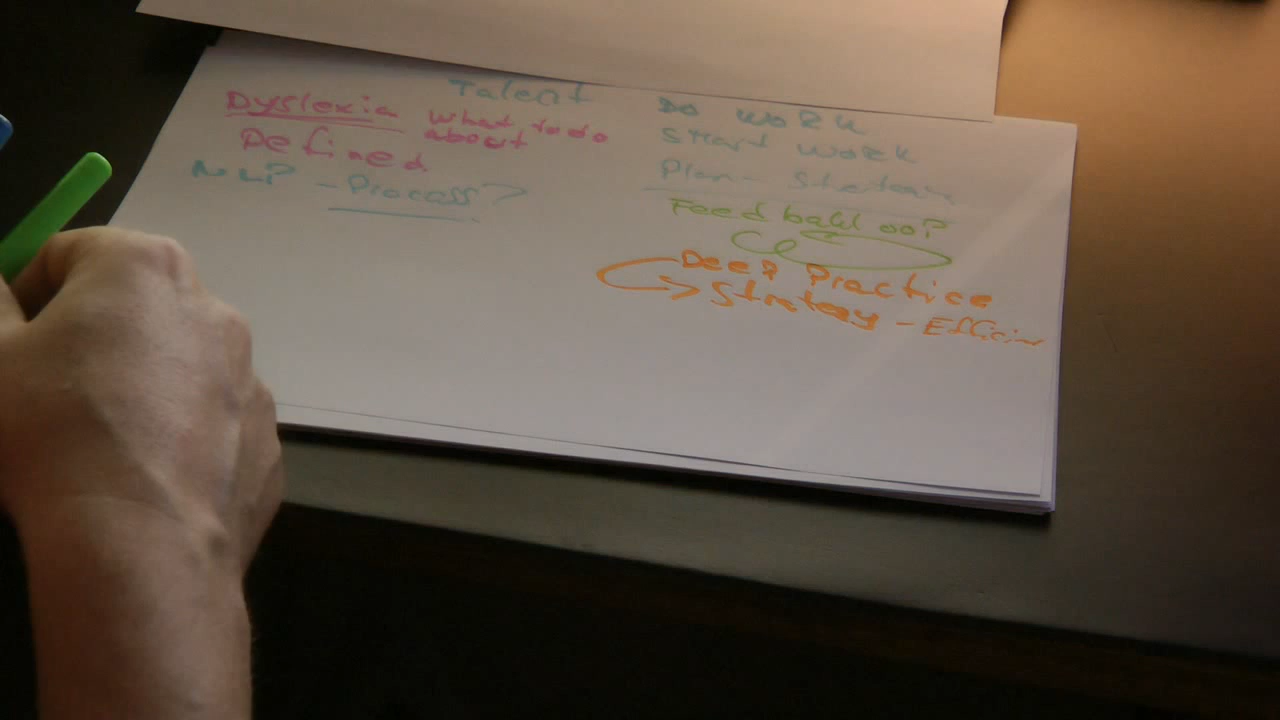 Talent
Dyslexia what to do
about
Defined.
NLP? - Process?
Do work
Start work
Plan - Strategy
Feedback oo?
Deep Practice
Strategy - Efficien